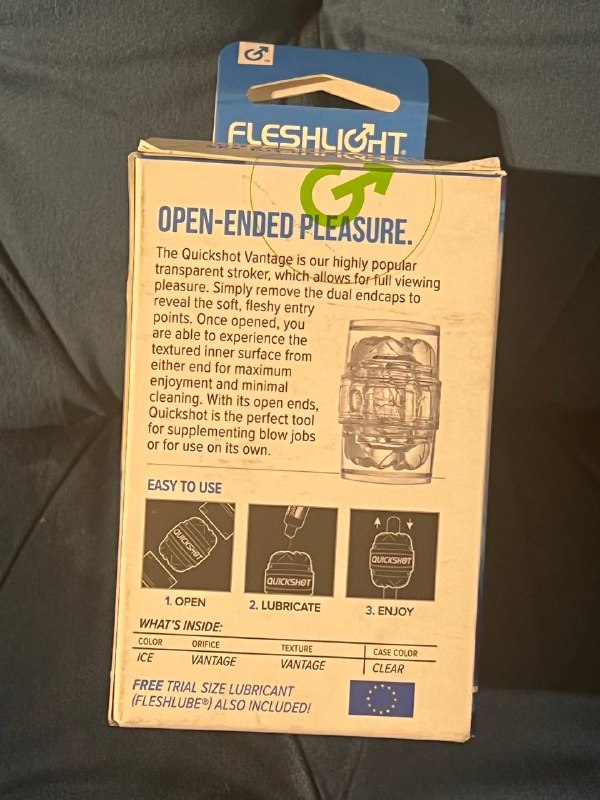 FLESHLIGHT®
OPEN-ENDED PLEASURE.
The Quickshot Vantage is our highly popular
transparent stroker, which allows for full viewing
pleasure. Simply remove the dual endcaps to
reveal the soft, fleshy entry
points. Once opened, you
are able to experience the
textured inner surface from
either end for maximum
enjoyment and minimal
cleaning. With its open ends,
Quickshot is the perfect tool
for supplementing blow jobs
or for use on its own.
EASY TO USE
QUICKSHOT
QUICKSHOT
QUICKSHOT
1. OPEN
2. LUBRICATE
3. ENJOY
WHAT'S INSIDE:
COLOR ORIFICE TEXTURE CASE COLOR
ICE VANTAGE VANTAGE CLEAR
FREE TRIAL SIZE LUBRICANT
(FLESHLUBE®) ALSO INCLUDED!